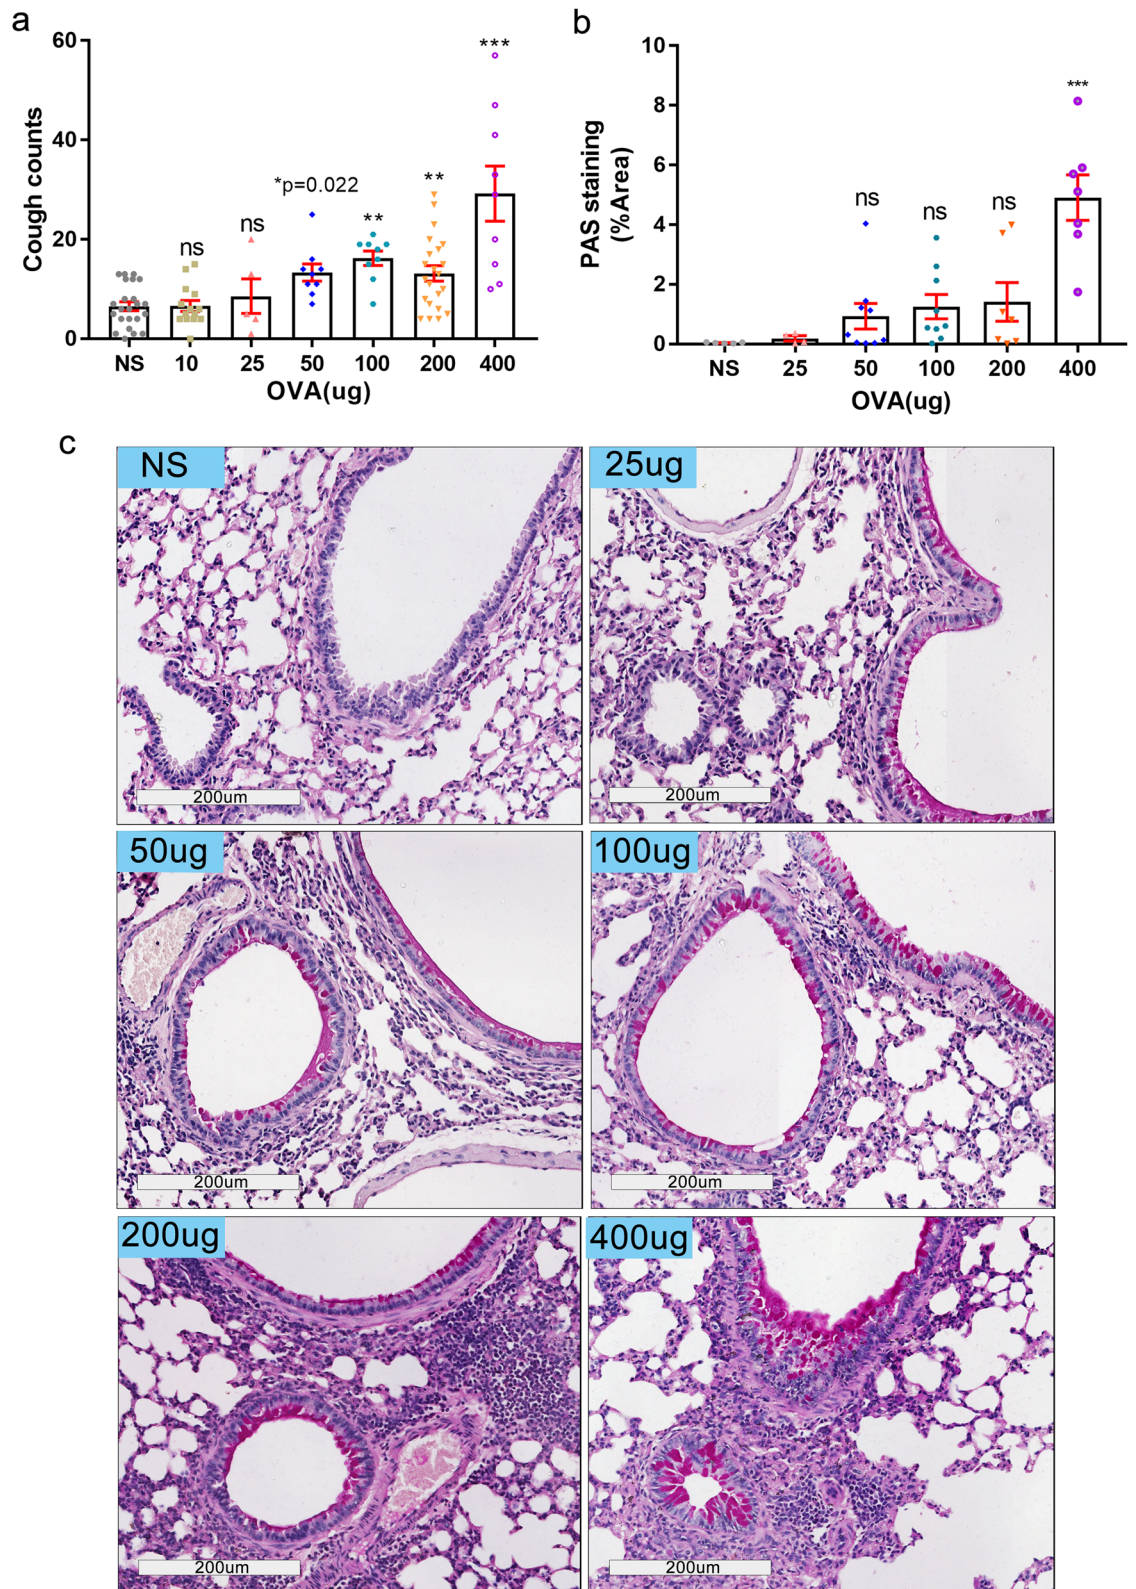 a
60
40
20
0
Cough counts
ns
ns
*p=0.022
**
**
***
NS 10 25 50 100 200 400
OVA(ug)
b
10
8
6
4
2
0
PAS staining
(%Area)
ns
ns
ns
***
NS 25 50 100 200 400
OVA(ug)
c
NS
200um
25ug
200um
50ug
200um
100ug
200um
200ug
200um
400ug
200um